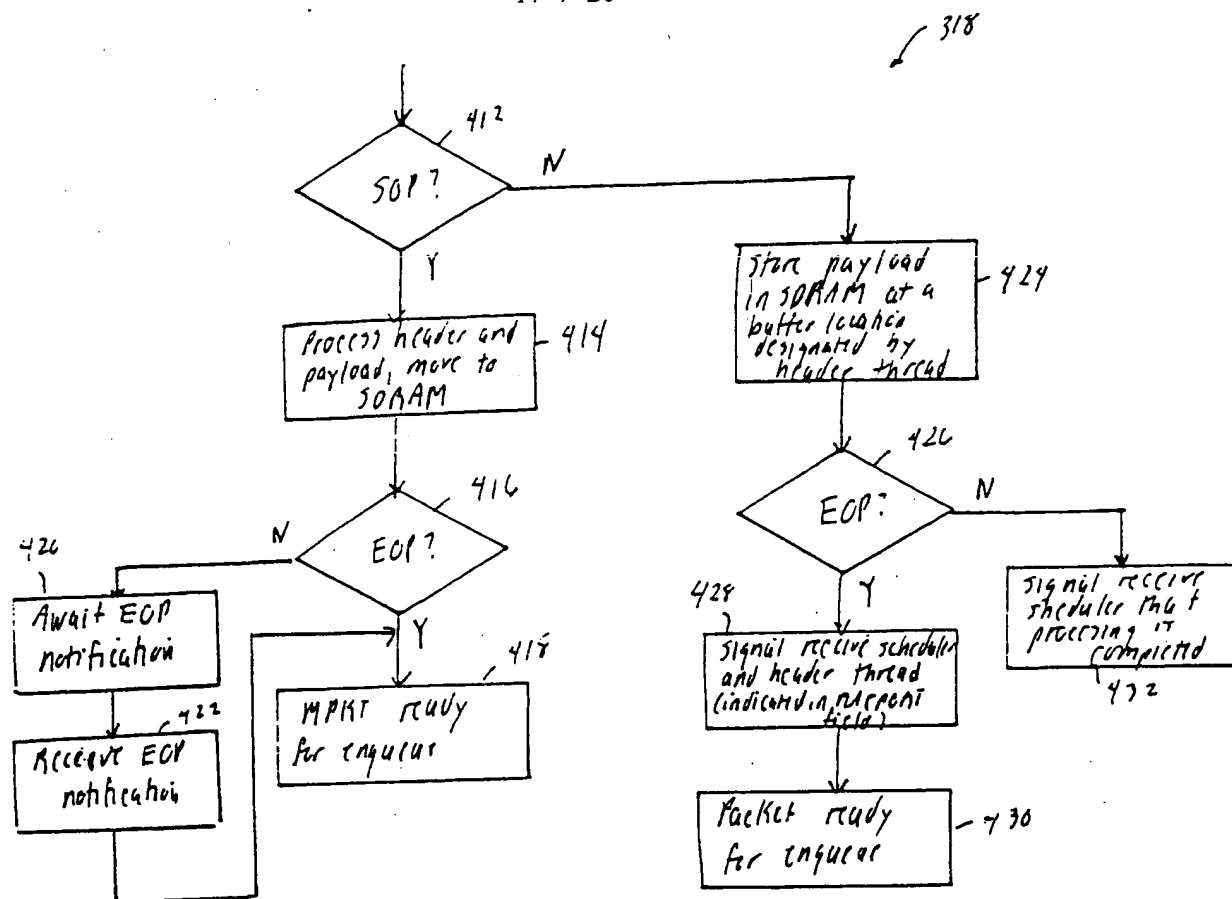 318
412
SOP?
N
Y
Process header and
payload, move to
SDRAM
414
Store payload
in SDRAM at a
buffer location
designated by
header thread
424
416
EOP?
N
Y
426
EOP?
N
Y
420
Await EOP
notification
422
Receive EOP
notification
418
MPKT ready
for enqueue
428
Signal receive scheduler
and header thread
(indicated in
field)
signal receive
sheduler that
processing is
completed
432
Packet ready
for enqueue
430